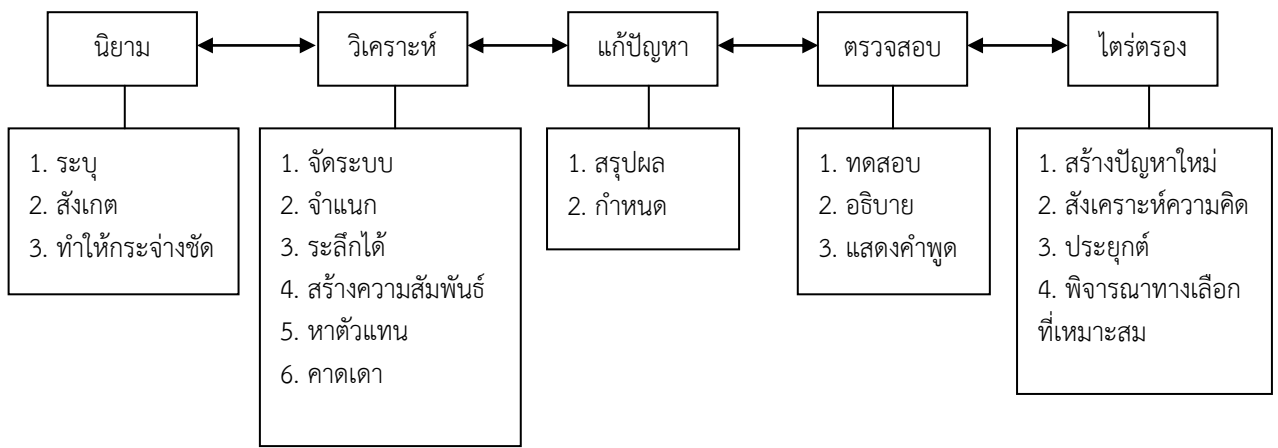 นิยาม
วิเคราะห์
แก้ปัญหา
ตรวจสอบ
ไตร่ตรอง
1. ระบุ
2. สังเกต
3. ทำให้กระจ่างชัด
1. จัดระบบ
2. จำแนก
3. ระลึกได้
4. สร้างความสัมพันธ์
5. หาตัวแทน
6. คาดเดา
1. สรุปผล
2. กำหนด
1. ทดสอบ
2. อธิบาย
3. แสดงคำพูด
1. สร้างปัญหาใหม่
2. สังเคราะห์ความคิด
3. ประยุกต์
4. พิจารณาทางเลือก
ที่เหมาะสม